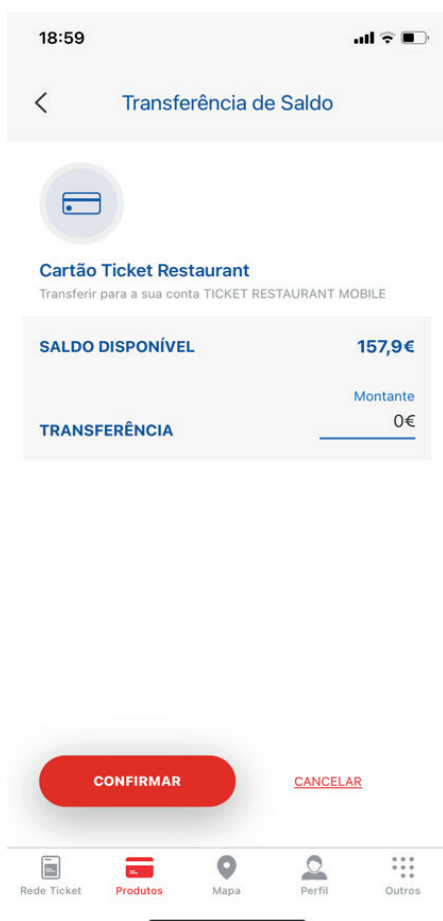 18:59
Transferência de Saldo
Cartão Ticket Restaurant
Transferir para a sua conta TICKET RESTAURANT MOBILE
SALDO DISPONÍVEL 157,9€
Montante
TRANSFERÊNCIA 0€
CONFIRMAR CANCELAR
Rede Ticket Produtos Mapa Perfil Outros